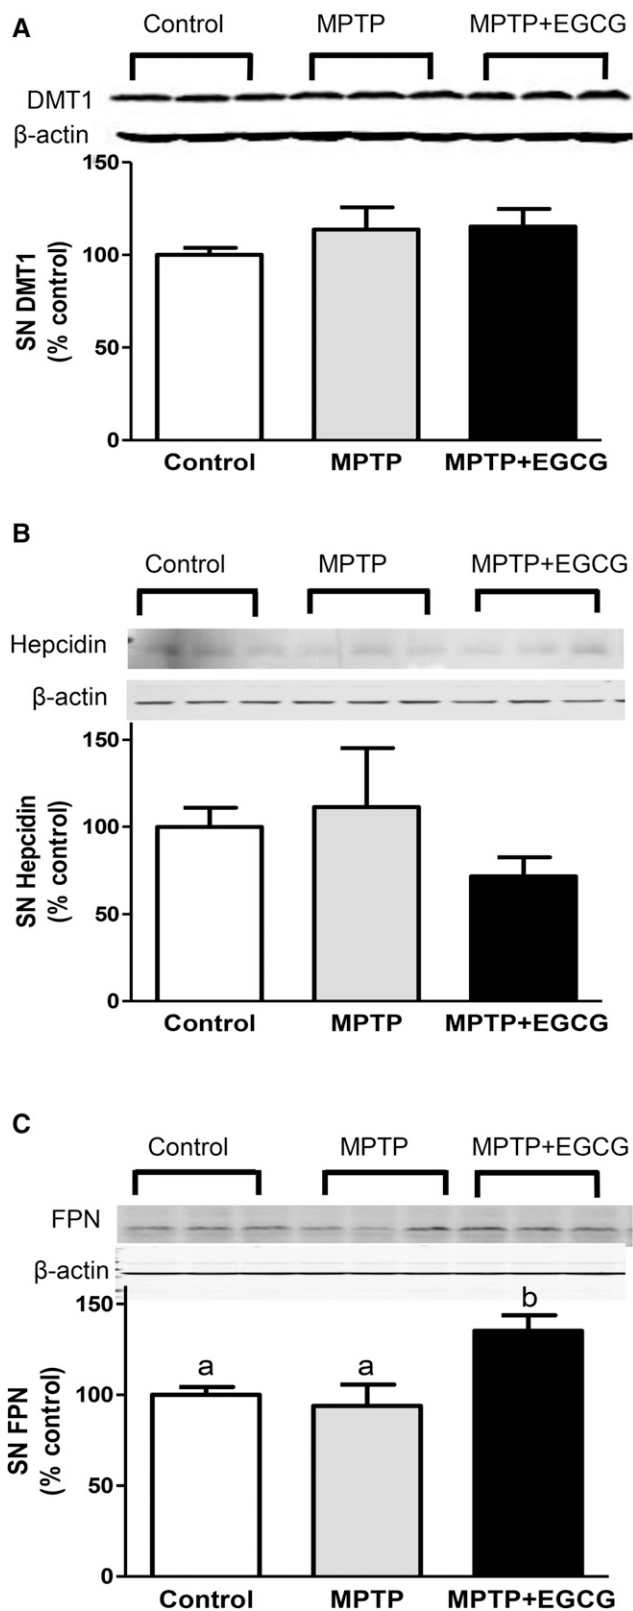 A
Control MPTP MPTP+EGCG
DMT1
β-actin
150
100
50
0
SN DMT1
(% control)
Control MPTP MPTP+EGCG
B
Control MPTP MPTP+EGCG
Hepcidin
β-actin
150
100
50
0
SN Hepcidin
(% control)
Control MPTP MPTP+EGCG
C
Control MPTP MPTP+EGCG
FPN
β-actin
150
100
50
0
SN FPN
(% control)
a a b
Control MPTP MPTP+EGCG